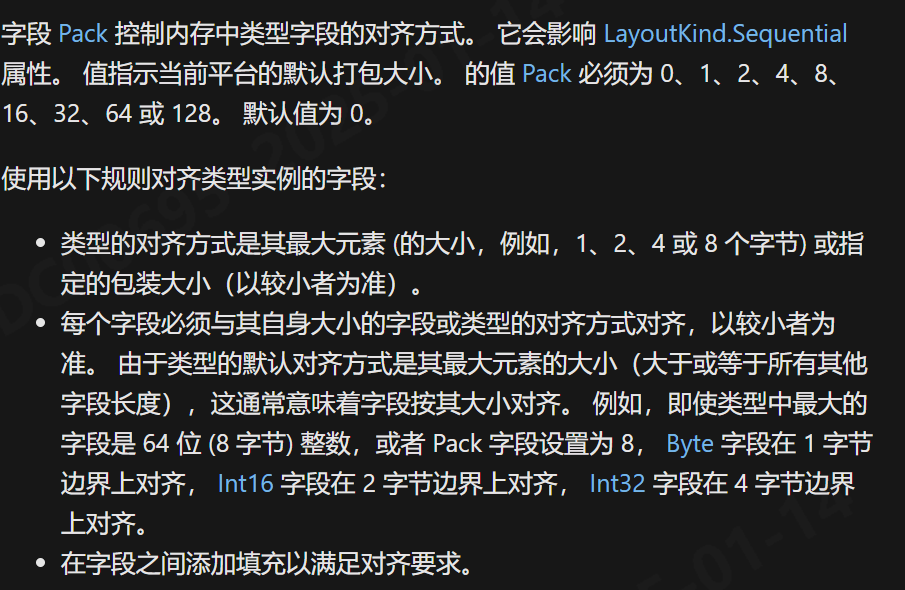 字段 Pack 控制内存中类型字段的对齐方式。 它会影响 LayoutKind.Sequential
属性。 值指示当前平台的默认打包大小。 的值 Pack 必须为 0、1、2、4、8、
16、32、64 或 128。 默认值为 0。
使用以下规则对齐类型实例的字段：
• 类型的对齐方式是其最大元素 (的大小，例如，1、2、4 或 8 个字节) 或指
定的包装大小（以较小者为准）。
• 每个字段必须与其自身大小的字段或类型的对齐方式对齐，以较小者为
准。 由于类型的默认对齐方式是其最大元素的大小（大于或等于所有其他
字段长度），这通常意味着字段按其大小对齐。 例如，即使类型中最大的
字段是 64 位 (8 字节) 整数，或者 Pack 字段设置为 8， Byte 字段在 1 字节
边界上对齐， Int16 字段在 2 字节边界上对齐， Int32 字段在 4 字节边界
上对齐。
• 在字段之间添加填充以满足对齐要求。